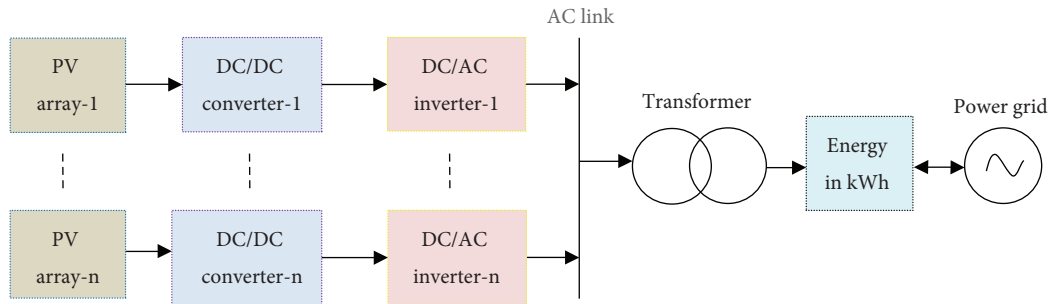 AC link
PV
array-1
DC/DC
converter-1
DC/AC
inverter-1
Transformer
Energy
in kWh
Power grid
PV
array-n
DC/DC
converter-n
DC/AC
inverter-n